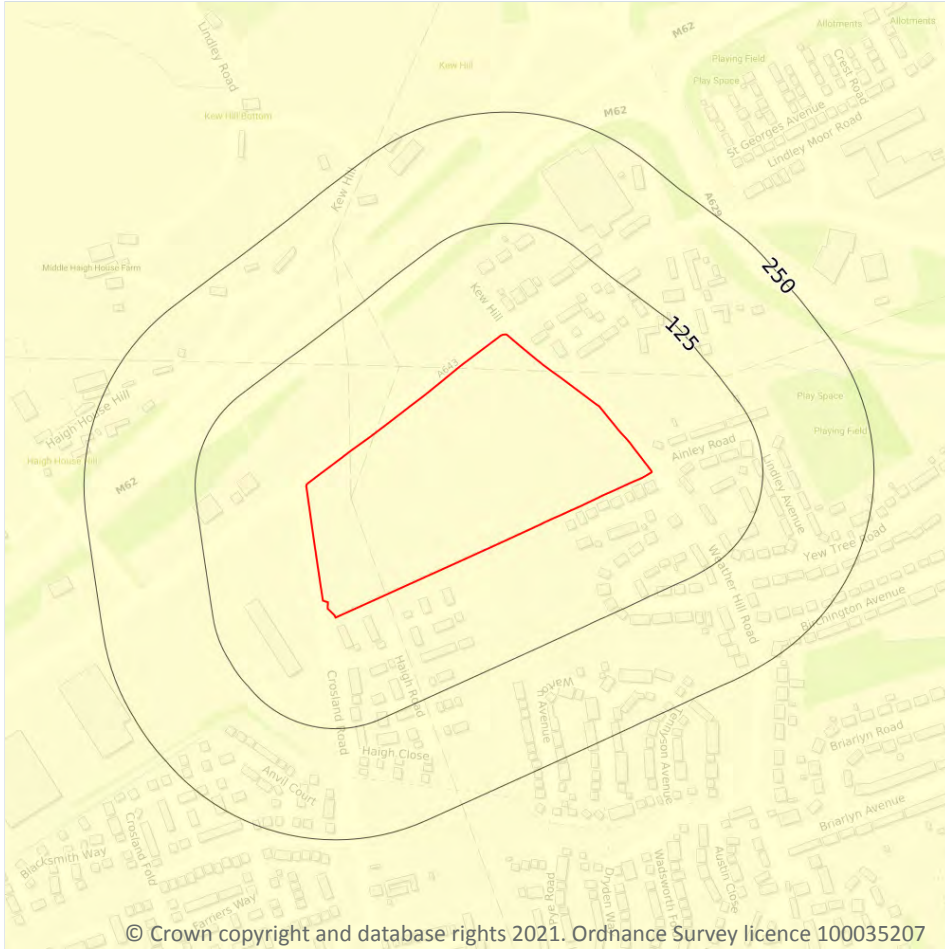 M62
Allotments
Allotments
Lindley Road
Playing Field
Crest Road
Kew Hill
Play Space
Kew Hill Bottom
M62
St Georges Avenue
Lindley Moor Road
Kew Hill
A629
Middle Haigh House Farm
250
Kew Hill
125
A643
Haigh House Hill
Play Space
Playing Field
Ainley Road
Haigh House Hill
M62
Lindley Avenue
Yew Tree Road
Weather Hill Road
Birchington Avenue
Haigh Road
Crosland Road
Avenue
Tennyson Avenue
Briarlyn Road
Haigh Close
Anvil Court
Briarlyn Avenue
Crosland Fold
Blacksmith Way
Farriers Way
Pye Road
Austin Close
© Crown copyright and database rights 2021. Ordnance Survey licence 100035207